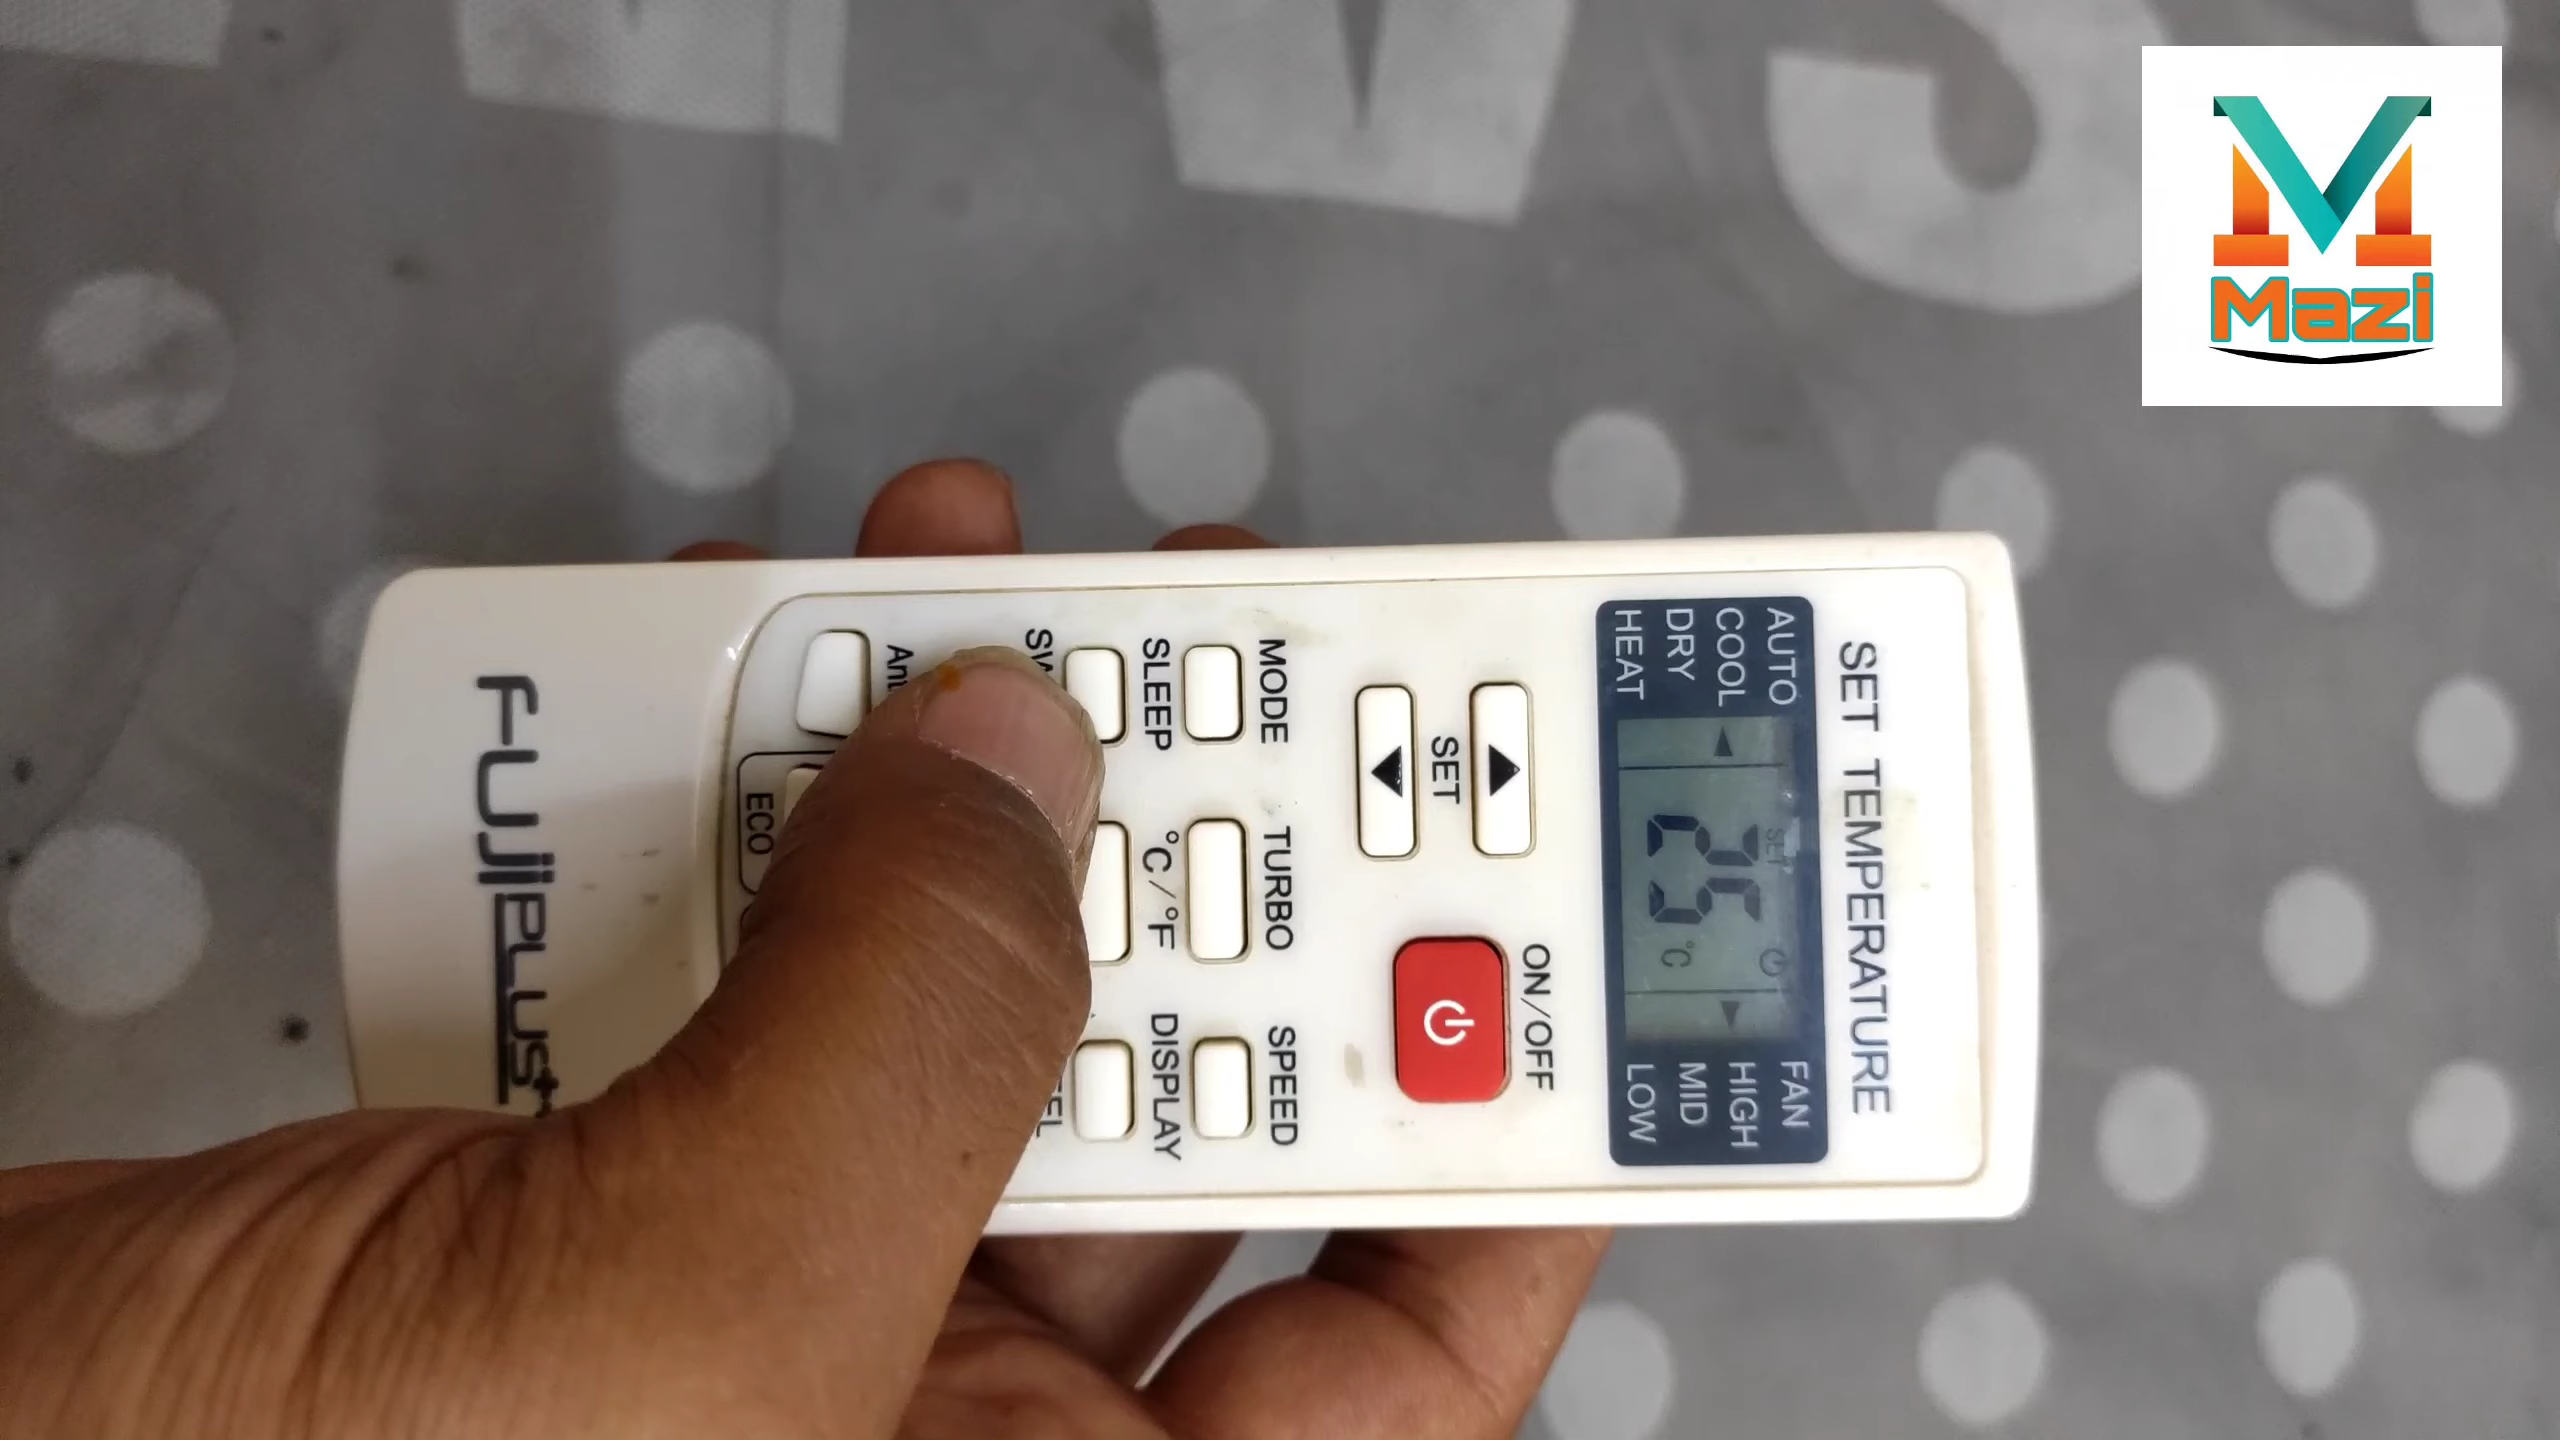 SET TEMPERATURE
AUTO
COOL
DRY
HEAT
SET
25 °C
FAN
HIGH
MID
LOW
SET
ON/OFF
MODE
TURBO
SPEED
SLEEP
°C/°F
DISPLAY
ECO
FUJIPLUS+
Mazi